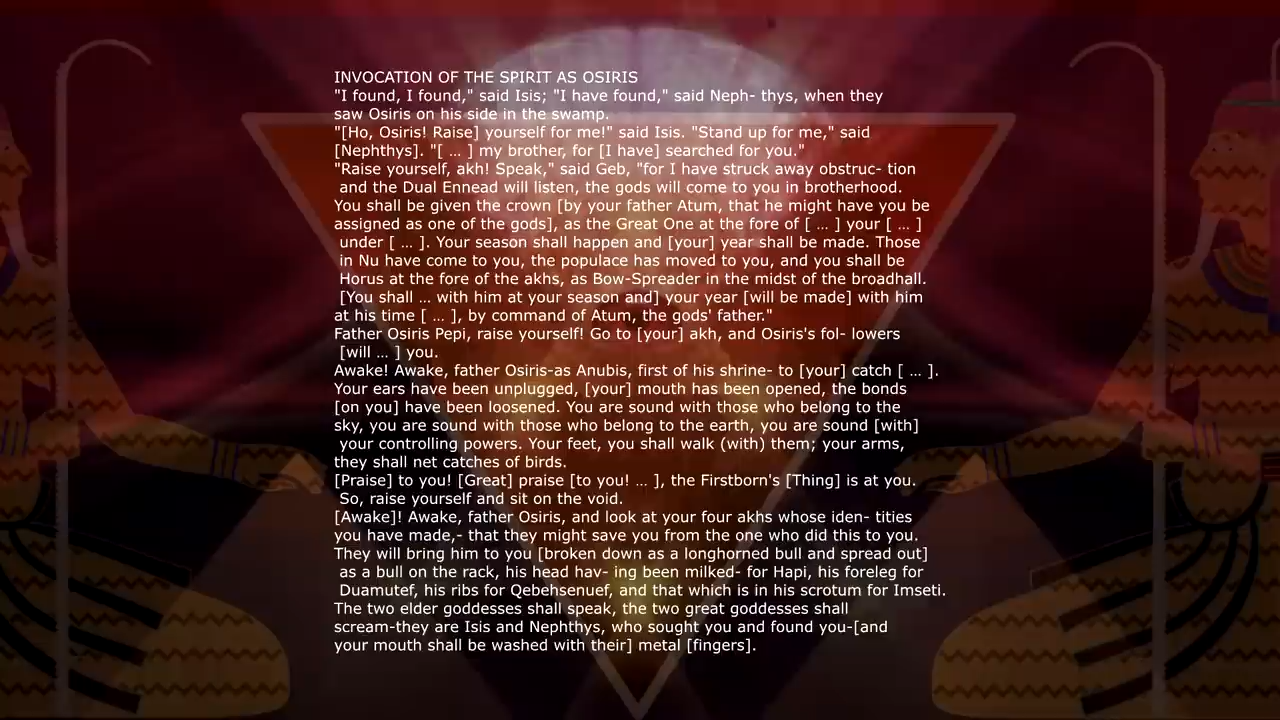 INVOCATION OF THE SPIRIT AS OSIRIS
"I found, I found," said Isis; "I have found," said Neph- thys, when they
saw Osiris on his side in the swamp.
"[Ho, Osiris! Raise] yourself for me!" said Isis. "Stand up for me," said
[Nephthys]. "[ ... ] my brother, for [I have] searched for you."
"Raise yourself, akh! Speak," said Geb, "for I have struck away obstruc- tion
and the Dual Ennead will listen, the gods will come to you in brotherhood.
You shall be given the crown [by your father Atum, that he might have you be
assigned as one of the gods], as the Great One at the fore of [ ... ] your [ ... ]
under [ ... ]. Your season shall happen and [your] year shall be made. Those
in Nu have come to you, the populace has moved to you, and you shall be
Horus at the fore of the akhs, as Bow-Spreader in the midst of the broadhall.
[You shall ... with him at your season and] your year [will be made] with him
at his time [ ... ], by command of Atum, the gods' father."
Father Osiris Pepi, raise yourself! Go to [your] akh, and Osiris's fol- lowers
[will ... ] you.
Awake! Awake, father Osiris-as Anubis, first of his shrine- to [your] catch [ ... ].
Your ears have been unplugged, [your] mouth has been opened, the bonds
[on you] have been loosened. You are sound with those who belong to the
sky, you are sound with those who belong to the earth, you are sound [with]
your controlling powers. Your feet, you shall walk (with) them; your arms,
they shall net catches of birds.
[Praise] to you! [Great] praise [to you! ... ], the Firstborn's [Thing] is at you.
So, raise yourself and sit on the void.
[Awake]! Awake, father Osiris, and look at your four akhs whose iden- tities
you have made,- that they might save you from the one who did this to you.
They will bring him to you [broken down as a longhorned bull and spread out]
as a bull on the rack, his head hav- ing been milked- for Hapi, his foreleg for
Duamutef, his ribs for Qebehsenuef, and that which is in his scrotum for Imseti.
The two elder goddesses shall speak, the two great goddesses shall
scream-they are Isis and Nephthys, who sought you and found you-[and
your mouth shall be washed with their] metal [fingers].